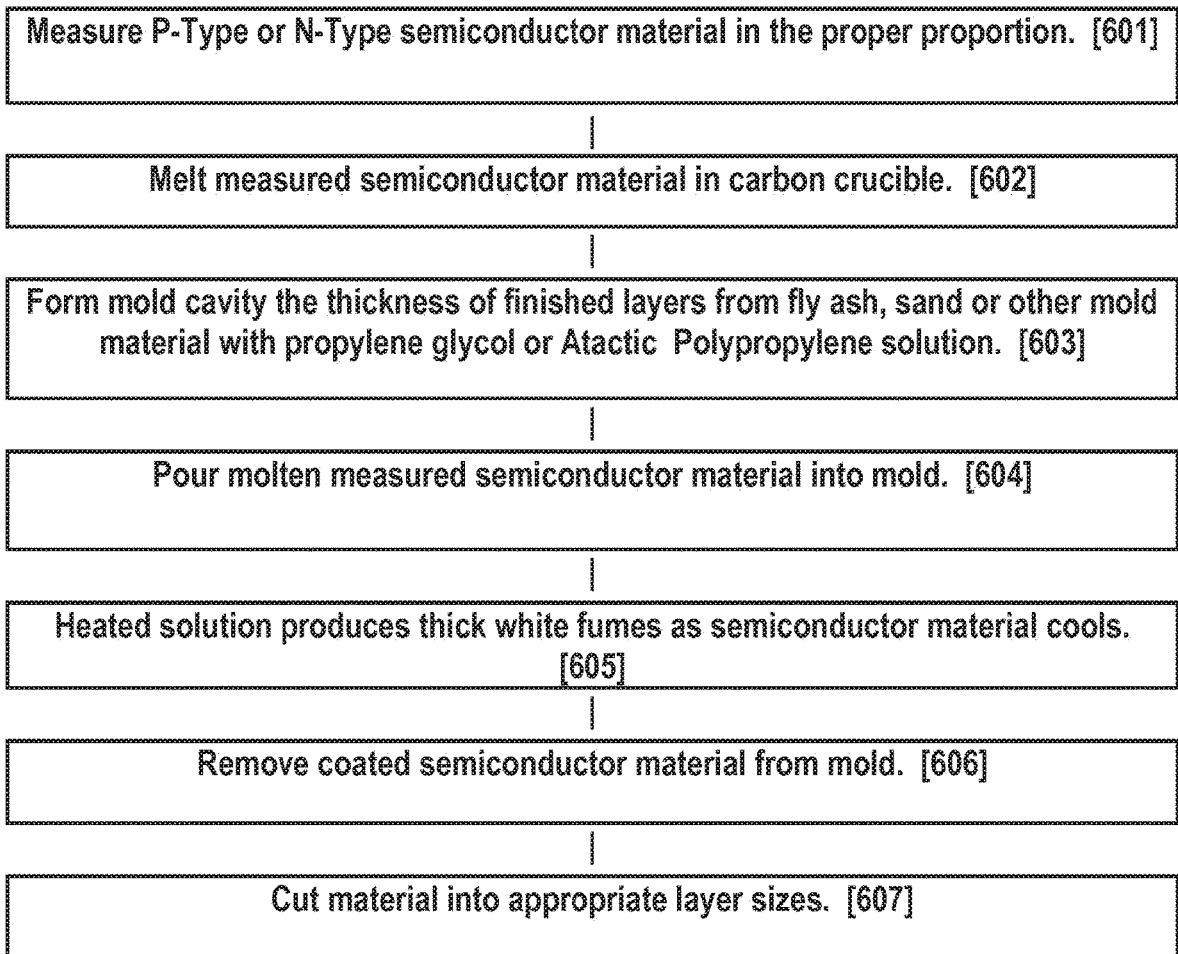 Measure P-Type or N-Type semiconductor material in the proper proportion. [601]
Melt measured semiconductor material in carbon crucible. [602]
Form mold cavity the thickness of finished layers from fly ash, sand or other mold
material with propylene glycol or Atactic Polypropylene solution. [603]
Pour molten measured semiconductor material into mold. [604]
Heated solution produces thick white fumes as semiconductor material cools.
[605]
Remove coated semiconductor material from mold. [606]
Cut material into appropriate layer sizes. [607]